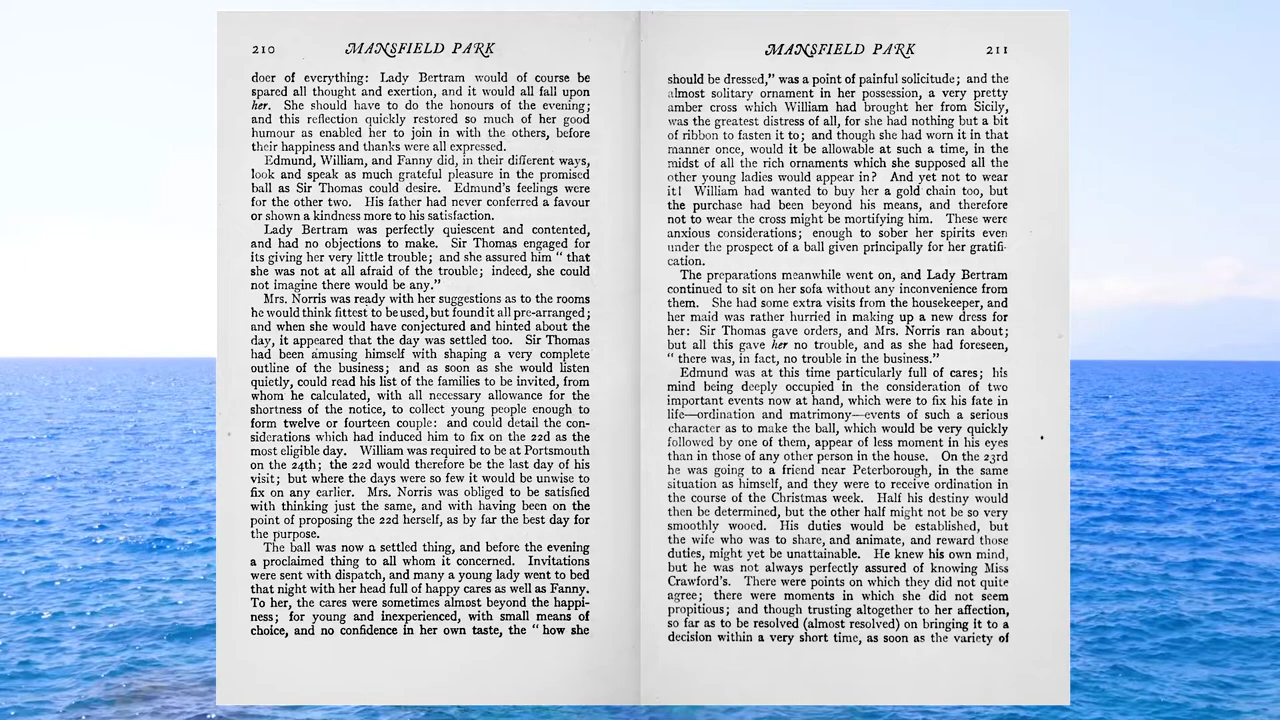 210 MANSFIELD PARK
doer of everything: Lady Bertram would of course be
spared all thought and exertion, and it would all fall upon
her. She should have to do the honours of the evening;
and this reflection quickly restored so much of her good
humour as enabled her to join in with the others, before
their happiness and thanks were all expressed.
Edmund, William, and Fanny did, in their different ways,
look and speak as much grateful pleasure in the promised
ball as Sir Thomas could desire. Edmund's feelings were
for the other two. His father had never conferred a favour
or shown a kindness more to his satisfaction.
Lady Bertram was perfectly quiescent and contented,
and had no objections to make. Sir Thomas engaged for
its giving her very little trouble; and she assured him “ that
she was not at all afraid of the trouble; indeed, she could
not imagine there would be any.”
Mrs. Norris was ready with her suggestions as to the rooms
he would think fittest to be used, but found it all pre-arranged;
and when she would have conjectured and hinted about the
day, it appeared that the day was settled too. Sir Thomas
had been amusing himself with shaping a very complete
outline of the business; and as soon as she would listen
quietly, could read his list of the families to be invited, from
whom he calculated, with all necessary allowance for the
shortness of the notice, to collect young people enough to
form twelve or fourteen couple: and could detail the con-
siderations which had induced him to fix on the 22d as the
most eligible day. William was required to be at Portsmouth
on the 24th; the 22d would therefore be the last day of his
visit; but where the days were so few it would be unwise to
fix on any earlier. Mrs. Norris was obliged to be satisfied
with thinking just the same, and with having been on the
point of proposing the 22d herself, as by far the best day for
the purpose.
The ball was now a settled thing, and before the evening
a proclaimed thing to all whom it concerned. Invitations
were sent with dispatch, and many a young lady went to bed
that night with her head full of happy cares as well as Fanny.
To her, the cares were sometimes almost beyond the happi-
ness; for young and inexperienced, with small means of
choice, and no confidence in her own taste, the “ how she
MANSFIELD PARK 211
should be dressed,” was a point of painful solicitude; and the
almost solitary ornament in her possession, a very pretty
amber cross which William had brought her from Sicily,
was the greatest distress of all, for she had nothing but a bit
of ribbon to fasten it to; and though she had worn it in that
manner once, would it be allowable at such a time, in the
midst of all the rich ornaments which she supposed all the
other young ladies would appear in? And yet not to wear
it! William had wanted to buy her a gold chain too, but
the purchase had been beyond his means, and therefore
not to wear the cross might be mortifying him. These were
anxious considerations; enough to sober her spirits even
under the prospect of a ball given principally for her gratifi-
cation.
The preparations meanwhile went on, and Lady Bertram
continued to sit on her sofa without any inconvenience from
them. She had some extra visits from the housekeeper, and
her maid was rather hurried in making up a new dress for
her: Sir Thomas gave orders, and Mrs. Norris ran about;
but all this gave her no trouble, and as she had foreseen,
“ there was, in fact, no trouble in the business.”
Edmund was at this time particularly full of cares; his
mind being deeply occupied in the consideration of two
important events now at hand, which were to fix his fate in
life—ordination and matrimony—events of such a serious
character as to make the ball, which would be very quickly
followed by one of them, appear of less moment in his eyes
than in those of any other person in the house. On the 23rd
he was going to a friend near Peterborough, in the same
situation as himself, and they were to receive ordination in
the course of the Christmas week. Half his destiny would
then be determined, but the other half might not be so very
smoothly wooed. His duties would be established, but
the wife who was to share, and animate, and reward those
duties, might yet be unattainable. He knew his own mind,
but he was not always perfectly assured of knowing Miss
Crawford's. There were points on which they did not quite
agree; there were moments in which she did not seem
propitious; and though trusting altogether to her affection,
so far as to be resolved (almost resolved) on bringing it to a
decision within a very short time, as soon as the variety of